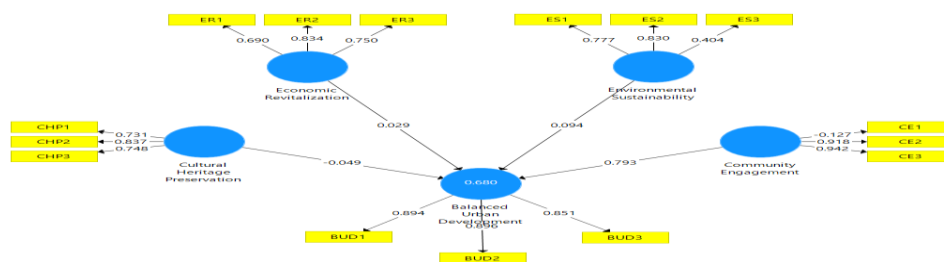 ER1 ER2 ER3
ES1 ES2 ES3
0.690 0.834 0.750
0.777 0.830 0.404
Economic
Revitalization
Environmental
Sustainability
0.029
0.094
CHP1
CHP2
CHP3
0.731
0.837
0.748
Cultural
Heritage
Preservation
-0.049
0.793
-0.127
0.918
0.942
CE1
CE2
CE3
Community
Engagement
0.680
Balanced
Urban
Development
0.894
0.896
0.851
BUD1
BUD2
BUD3